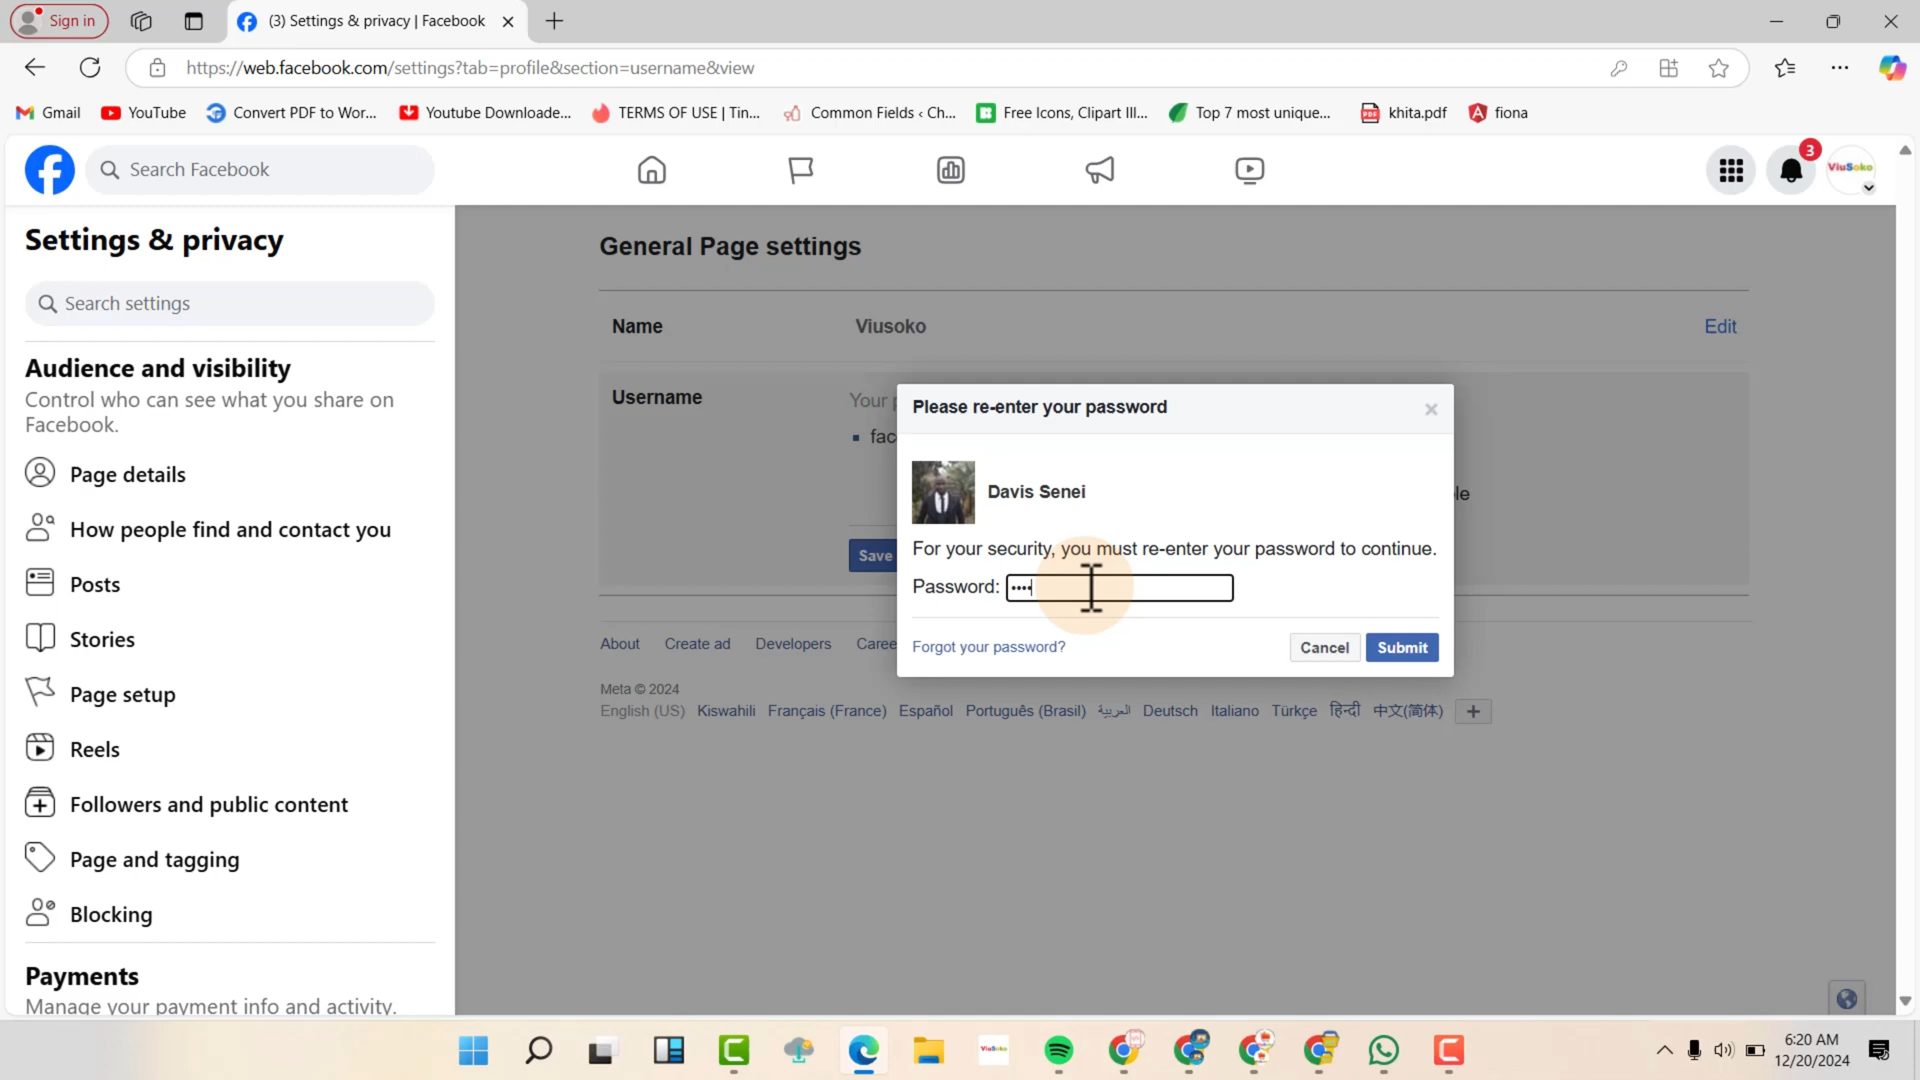 Sign in
(3) Settings & privacy | Facebook
https://web.facebook.com/settings?tab=profile&section=username&view
Gmail
YouTube
Convert PDF to Wor...
Youtube Downloade...
TERMS OF USE | Tin...
Common Fields ‹ Ch...
Free Icons, Clipart Ill...
Top 7 most unique...
khita.pdf
fiona
Search Facebook
3
ViuSoko
Settings & privacy
Search settings
Audience and visibility
Control who can see what you share on
Facebook.
Page details
How people find and contact you
Posts
Stories
Page setup
Reels
Followers and public content
Page and tagging
Blocking
Payments
Manage your payment info and activity.
General Page settings
Name
Viusoko
Edit
Username
Your
fac
le
Save
Please re-enter your password
Davis Senei
For your security, you must re-enter your password to continue.
Password: ••••
Forgot your password?
Cancel
Submit
About
Create ad
Developers
Caree
Meta © 2024
English (US) Kiswahili Français (France) Español Português (Brasil) العربية Deutsch Italiano Türkçe हिन्दी 中文(简体)
ViuSoko
6:20 AM
12/20/2024